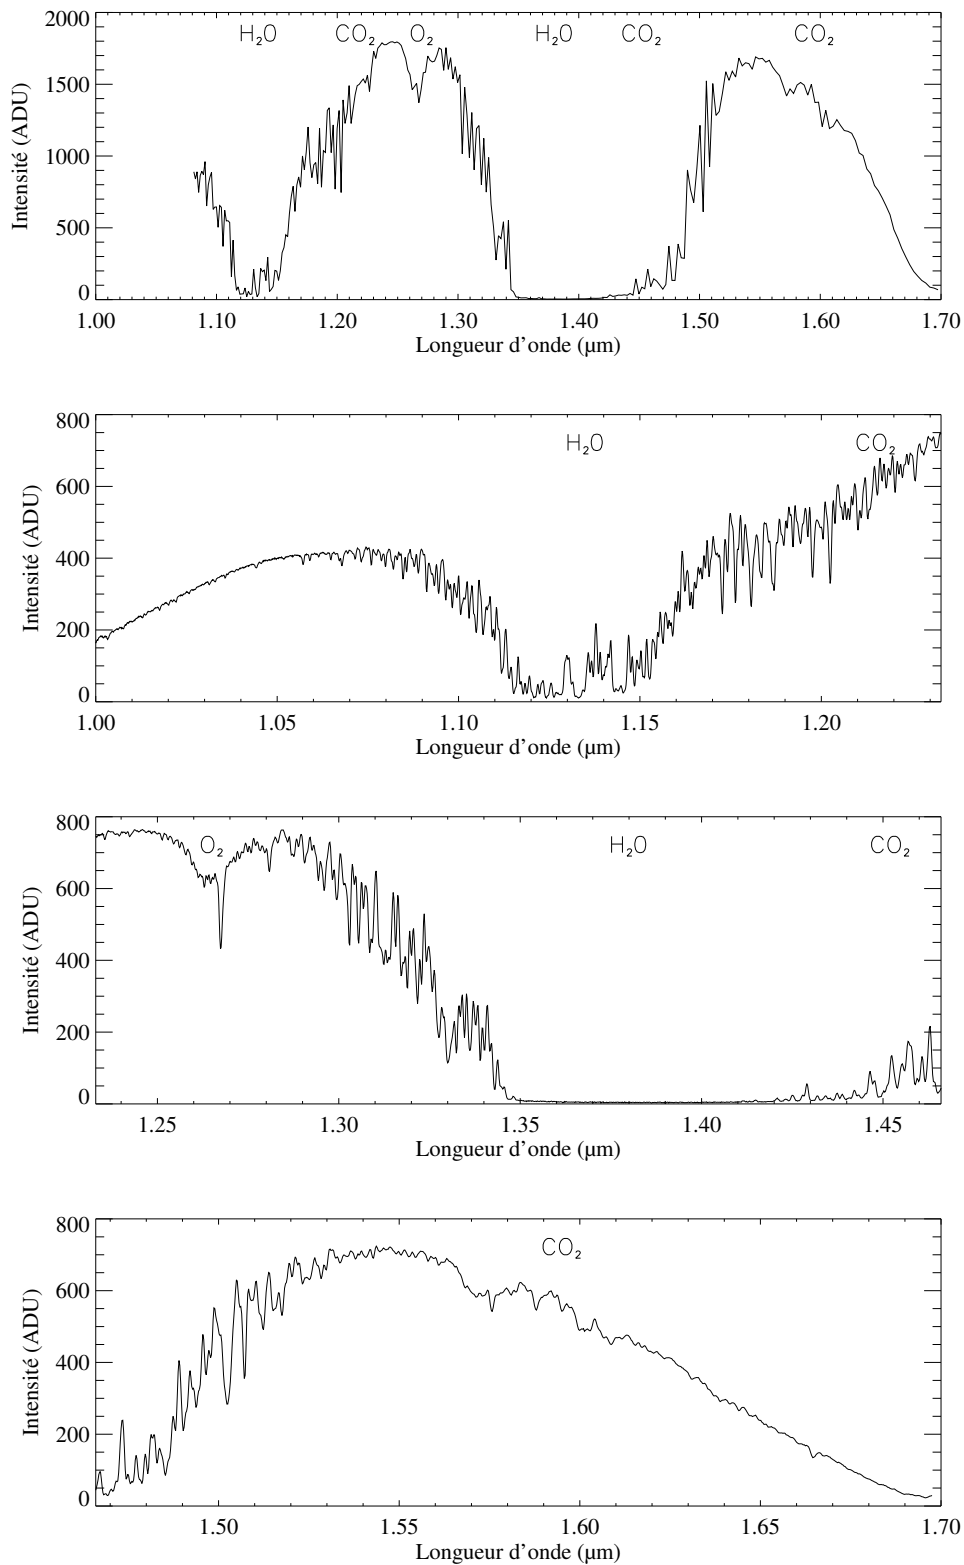 2000
H₂O CO₂ O₂ H₂O CO₂ CO₂
1500
1000
500
0
Intensité (ADU)
1.00 1.10 1.20 1.30 1.40 1.50 1.60 1.70
Longueur d'onde (µm)
800
H₂O CO₂
600
400
200
0
Intensité (ADU)
1.00 1.05 1.10 1.15 1.20
Longueur d'onde (µm)
800
O₂ H₂O CO₂
600
400
200
0
Intensité (ADU)
1.25 1.30 1.35 1.40 1.45
Longueur d'onde (µm)
800
CO₂
600
400
200
0
Intensité (ADU)
1.50 1.55 1.60 1.65 1.70
Longueur d'onde (µm)